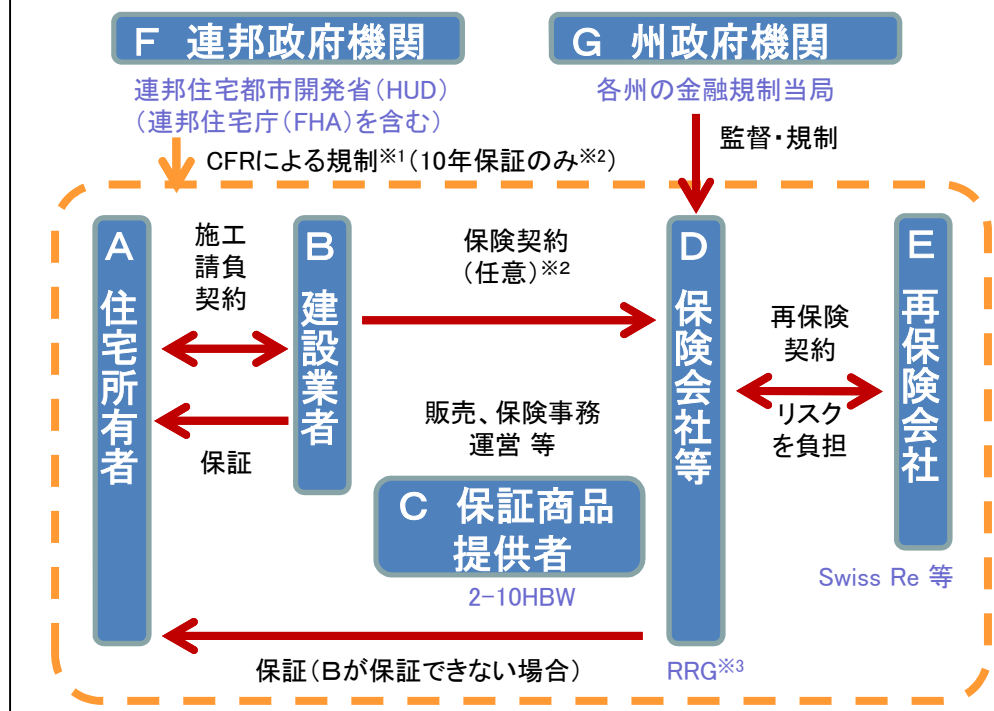 F 連邦政府機関
G 州政府機関
連邦住宅都市開発省(HUD)
(連邦住宅庁(FHA)を含む)
各州の金融規制当局
CFRによる規制※1(10年保証のみ※2)
監督・規制
A 住宅所有者
施工
請負
契約
B 建設業者
保険契約
(任意)※2
D 保険会社等
再保険
契約
E 再保険会社
リスク
を負担
保証
販売、保険事務
運営 等
C 保証商品
提供者
2-10HBW
Swiss Re 等
保証(Bが保証できない場合)
RRG※3